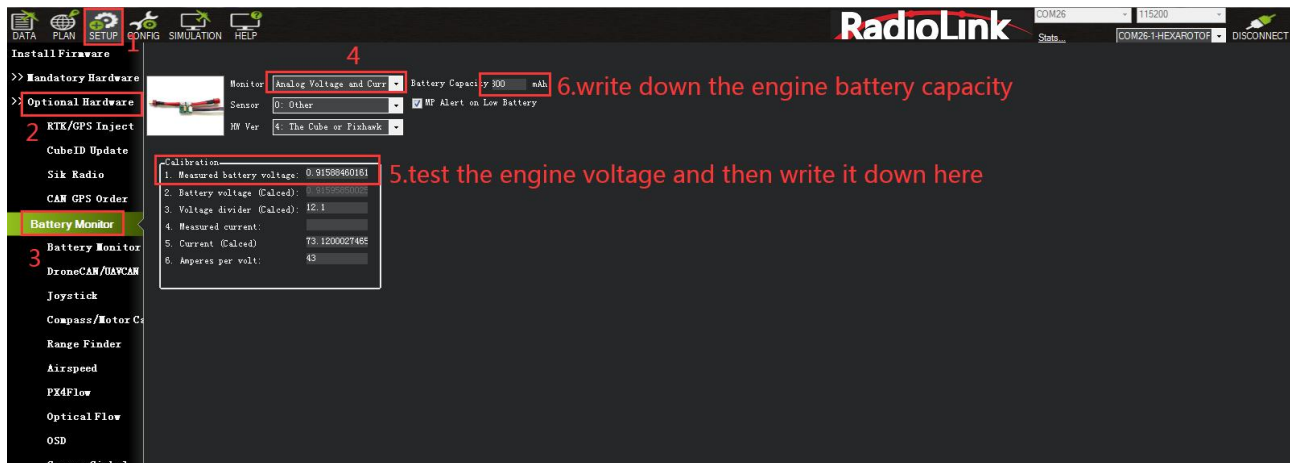 RadioLink
COM26
115200
DATA
PLAN
SETUP
CONFIG
SIMULATION
HELP
Stats...
COM26-1-HEXAROTOR
DISCONNECT
1
Install Firmware
>> Mandatory Hardware
>> Optional Hardware
2
RTK/GPS Inject
CubeID Update
Sik Radio
CAN GPS Order
Battery Monitor
3
Battery Monitor
DroneCAN/UAVCAN
Joystick
Compass/Motor Ca
Range Finder
Airspeed
PX4Flow
Optical Flow
OSD
4
Monitor Analog Voltage and Curr
Battery Capacity 300 mAh
6.write down the engine battery capacity
Sensor 0: Other
MP Alert on Low Battery
HW Ver 4: The Cube or Pixhawk
Calibration
1. Measured battery voltage: 0.91588460161
5.test the engine voltage and then write it down here
2. Battery voltage (Calced): 0.91595850025
3. Voltage divider (Calced): 12.1
4. Measured current:
5. Current (Calced) 73.1200027465
6. Amperes per volt: 43